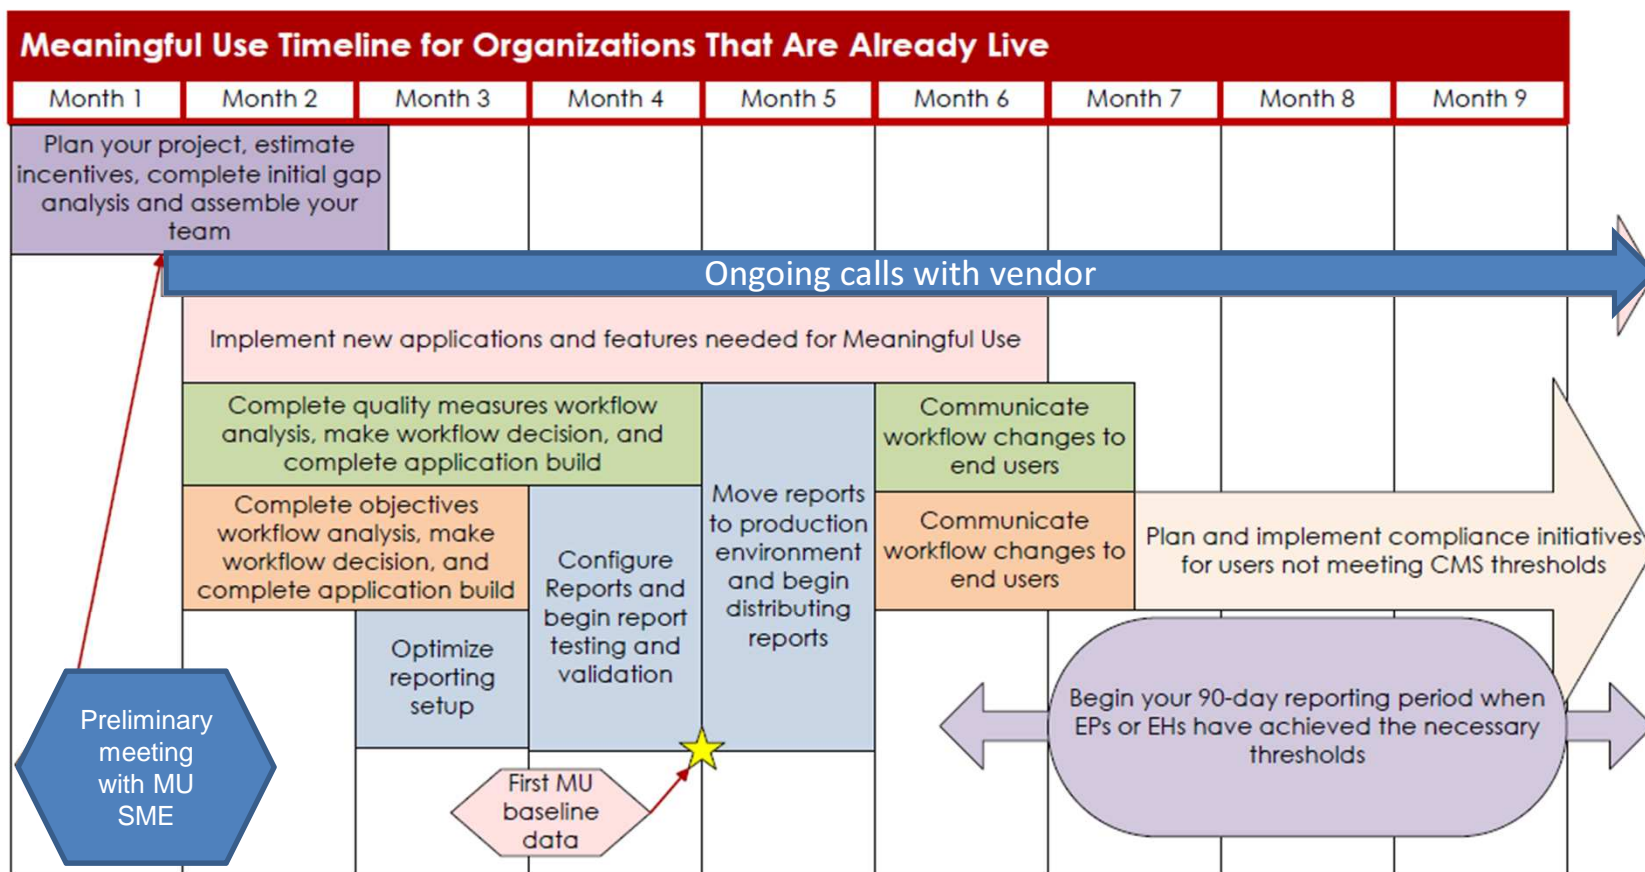 Meaningful Use Timeline for Organizations That Are Already Live
Month 1
Month 2
Month 3
Month 4
Month 5
Month 6
Month 7
Month 8
Month 9
Plan your project, estimate
incentives, complete initial gap
analysis and assemble your
team
Ongoing calls with vendor
Implement new applications and features needed for Meaningful Use
Complete quality measures workflow
analysis, make workflow decision, and
complete application build
Communicate
workflow changes to
end users
Complete objectives
workflow analysis, make
workflow decision, and
complete application build
Configure
Reports and
begin report
testing and
validation
Move reports
to production
environment
and begin
distributing
reports
Communicate
workflow changes to
end users
Plan and implement compliance initiatives
for users not meeting CMS thresholds
Optimize
reporting
setup
Preliminary
meeting
with MU
SME
First MU
baseline
data
Begin your 90-day reporting period when
EPs or EHs have achieved the necessary
thresholds